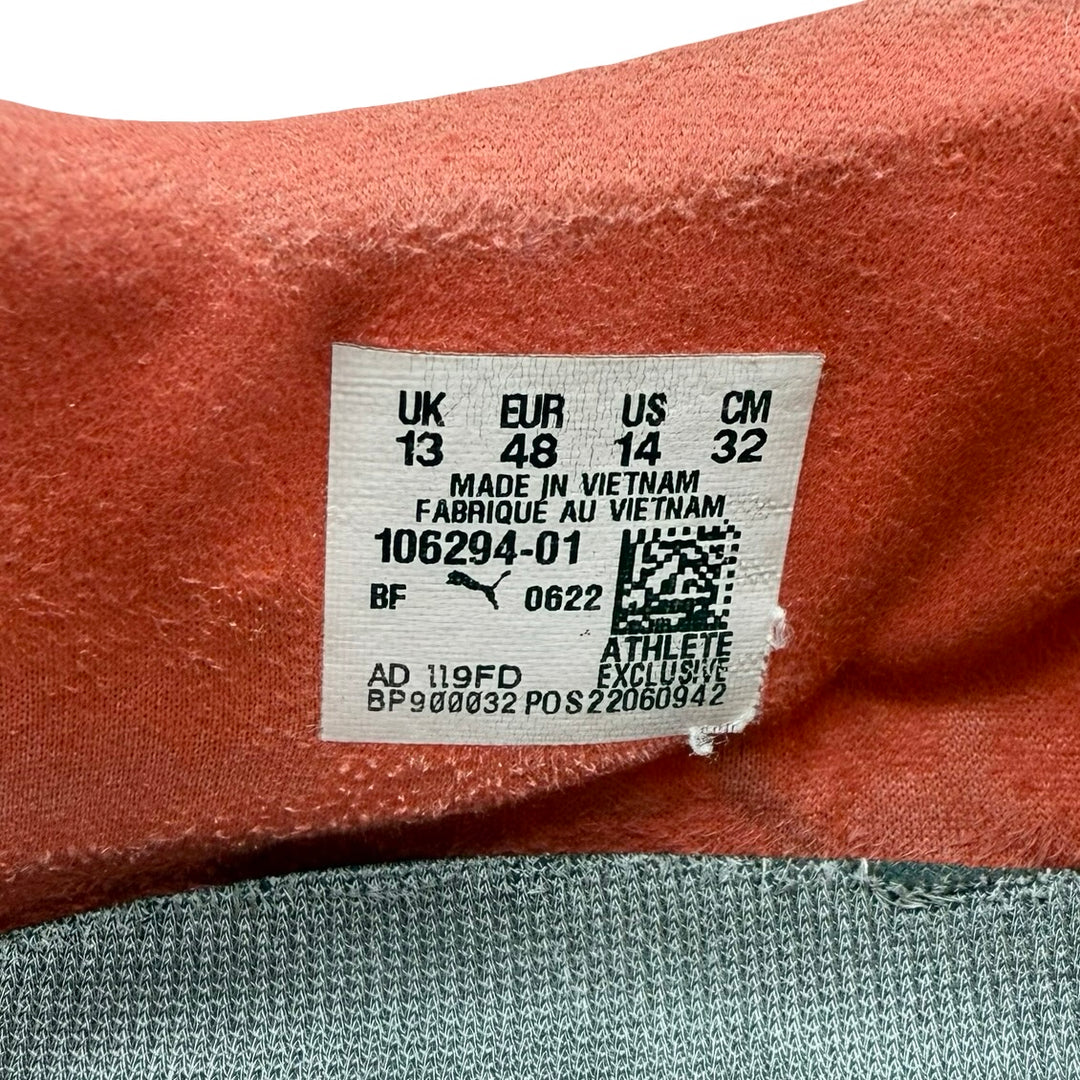 UK EUR US CM
13 48 14 32
MADE IN VIETNAM
FABRIQUÉ AU VIETNAM
106294-01
BF 0622
ATHLETE
EXCLUSIVE
AD 119FD
BP900032 POS22060942